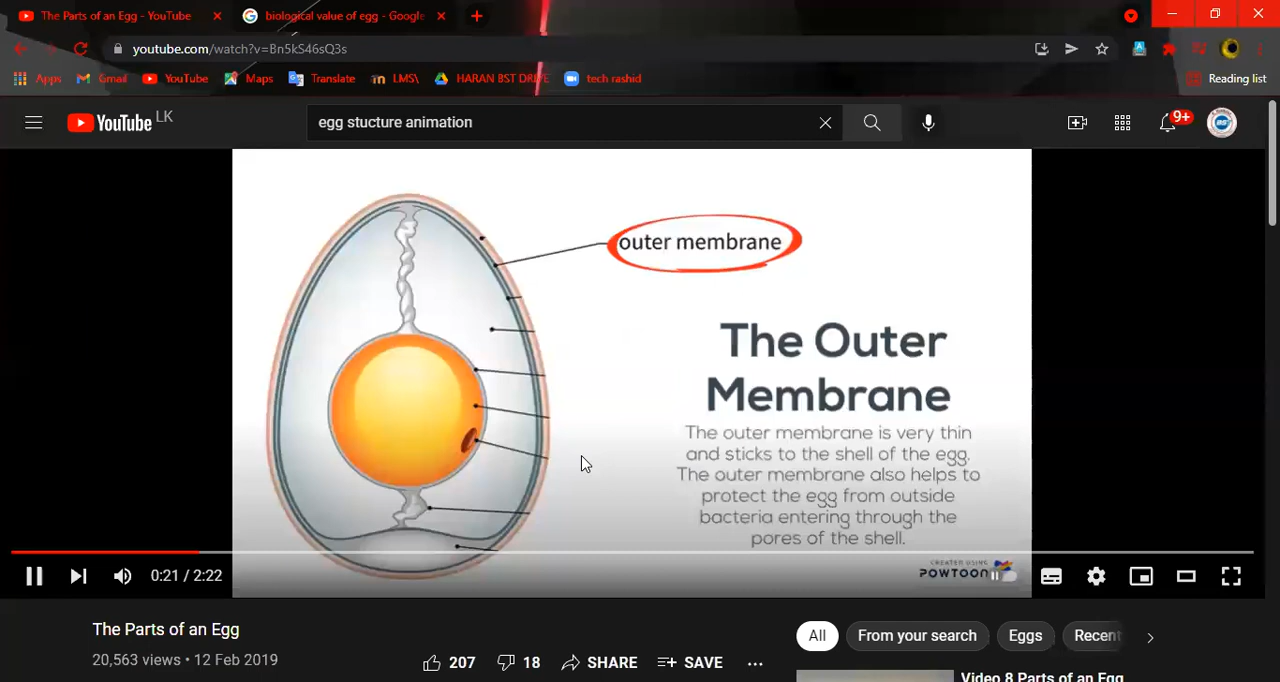 The Parts of an Egg - YouTube
biological value of egg - Google
youtube.com/watch?v=Bn5kS46sQ3s
Apps
Gmail
YouTube
Maps
Translate
LMS\
HARAN BST DRIVE
tech rashid
Reading list
YouTube LK
egg stucture animation
9+
outer membrane
The Outer
Membrane
The outer membrane is very thin
and sticks to the shell of the egg.
The outer membrane also helps to
protect the egg from outside
bacteria entering through the
pores of the shell.
CREATED USING
POWTOON
0:21 / 2:22
The Parts of an Egg
20,563 views • 12 Feb 2019
207
18
SHARE
SAVE
All
From your search
Eggs
Recent
Video 8 Parts of an Egg